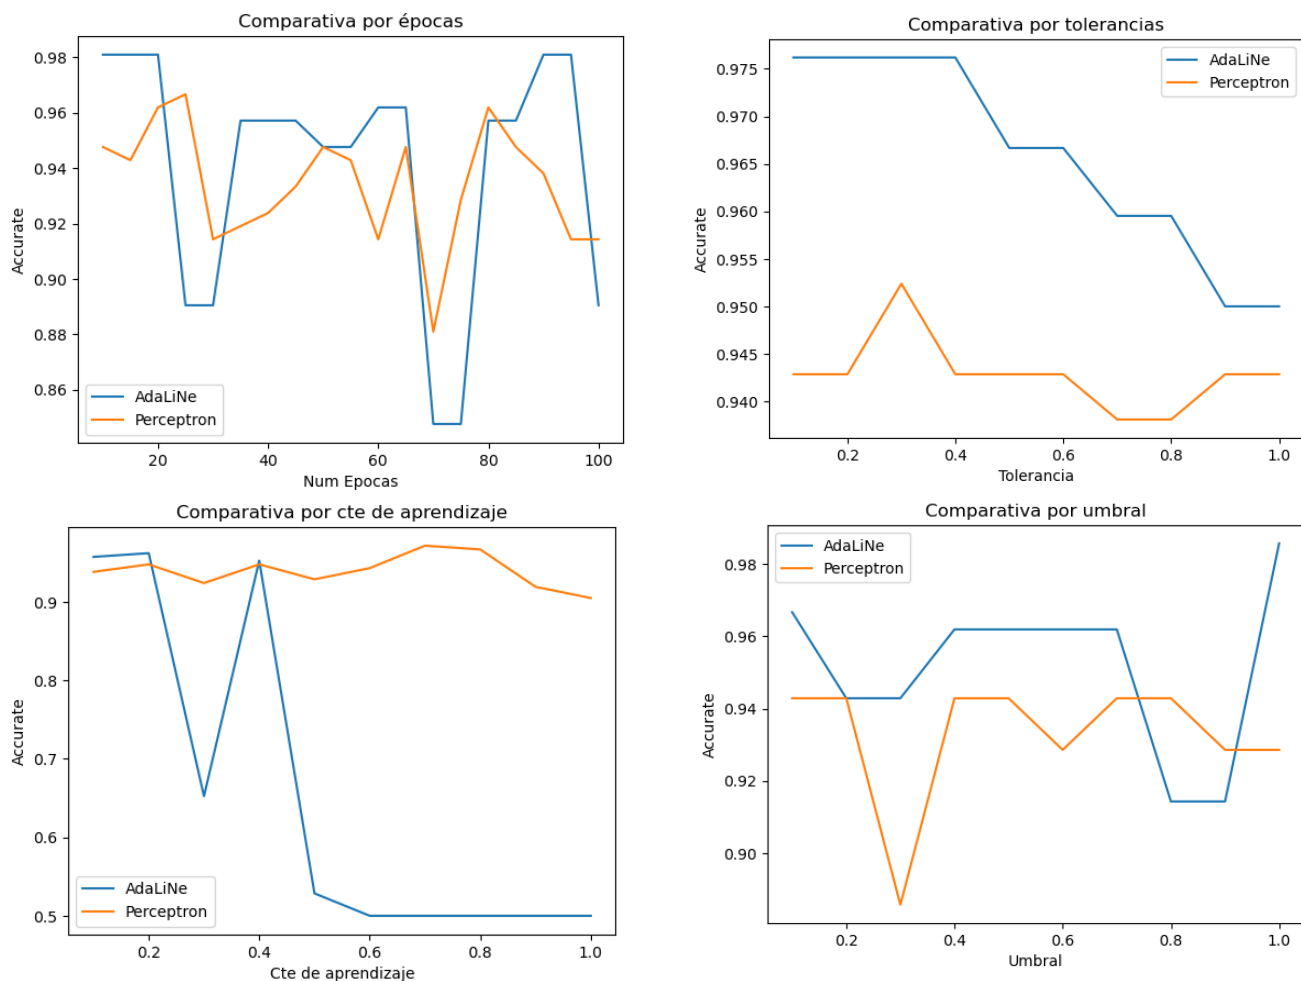 Comparativa por épocas
0.98
0.96
0.94
0.92
0.90
0.88
0.86
Accurate
AdaLiNe
Perceptron
20 40 60 80 100
Num Epocas
Comparativa por tolerancias
0.975
0.970
0.965
0.960
0.955
0.950
0.945
0.940
Accurate
AdaLiNe
Perceptron
0.2 0.4 0.6 0.8 1.0
Tolerancia
Comparativa por cte de aprendizaje
0.9
0.8
0.7
0.6
0.5
Accurate
AdaLiNe
Perceptron
0.2 0.4 0.6 0.8 1.0
Cte de aprendizaje
Comparativa por umbral
0.98
0.96
0.94
0.92
0.90
Accurate
AdaLiNe
Perceptron
0.2 0.4 0.6 0.8 1.0
Umbral